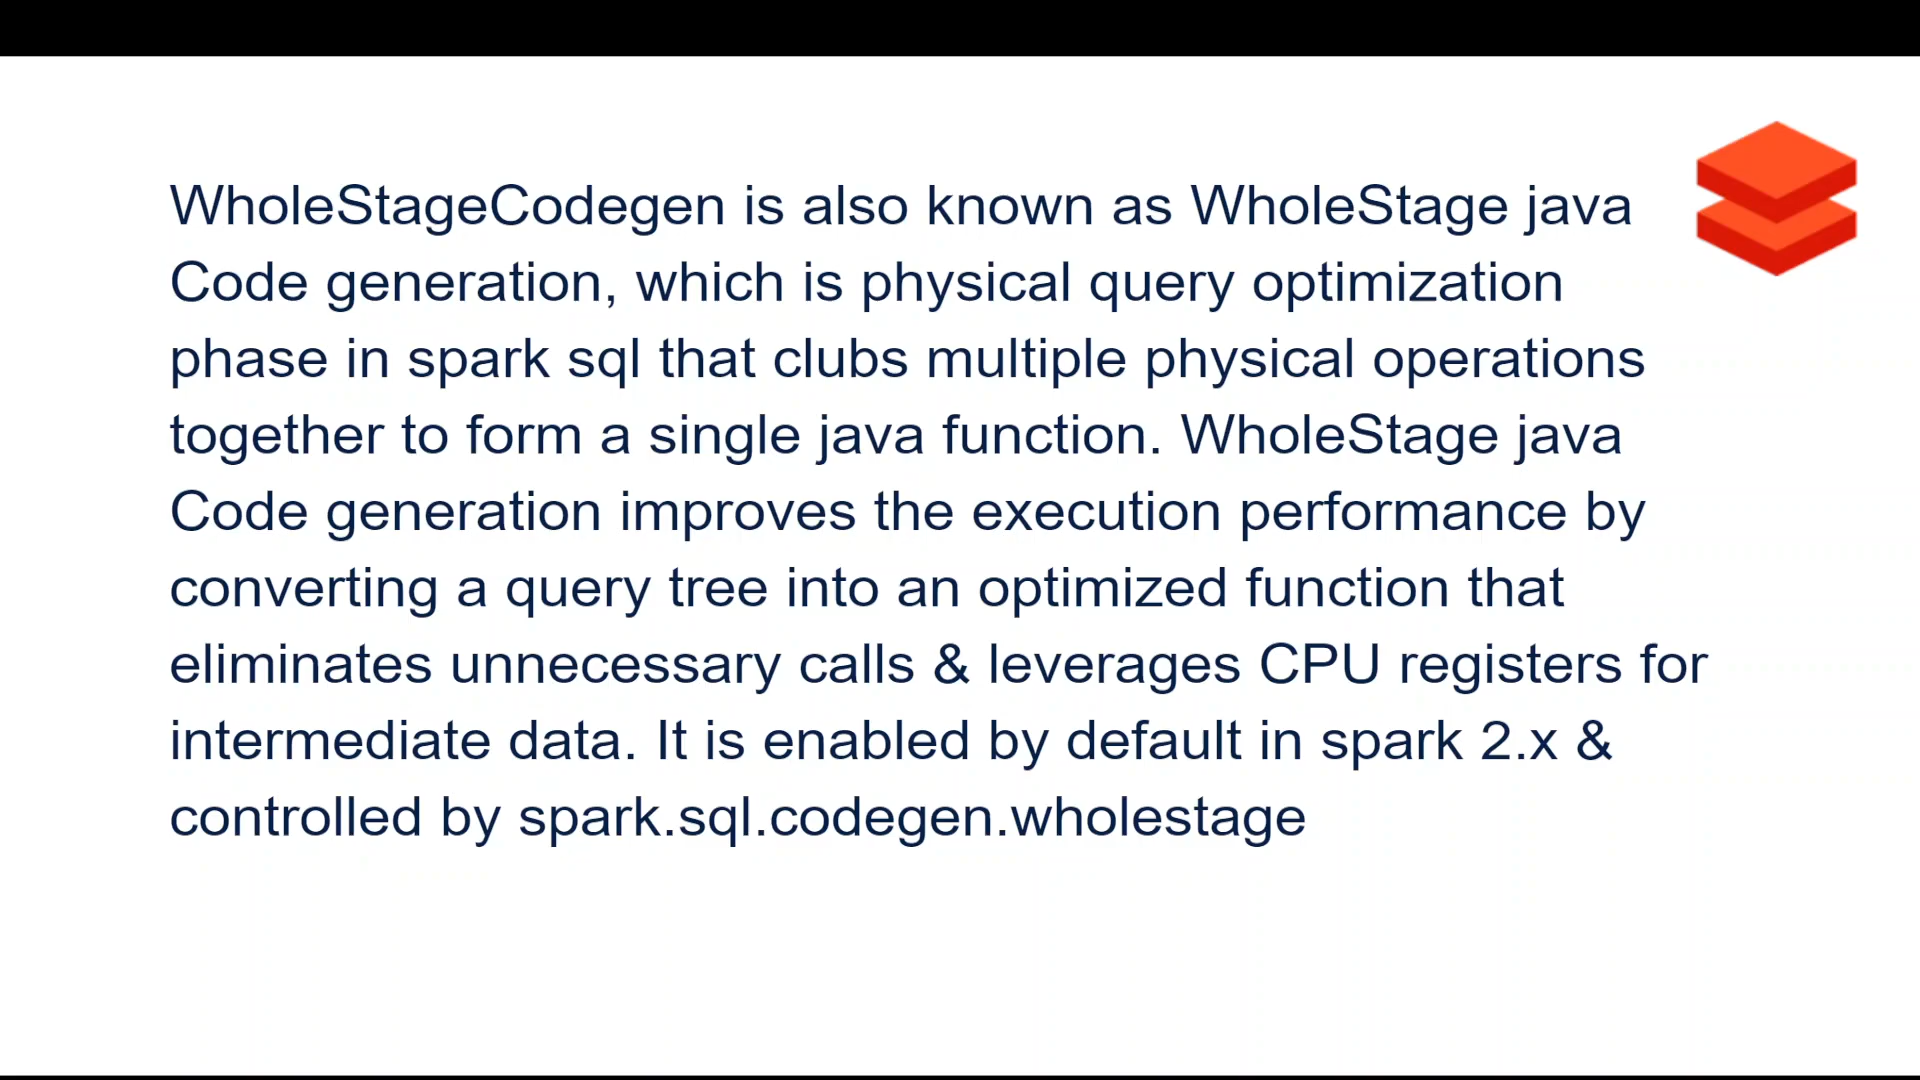 WholeStageCodegen is also known as WholeStage java
Code generation, which is physical query optimization
phase in spark sql that clubs multiple physical operations
together to form a single java function. WholeStage java
Code generation improves the execution performance by
converting a query tree into an optimized function that
eliminates unnecessary calls & leverages CPU registers for
intermediate data. It is enabled by default in spark 2.x &
controlled by spark.sql.codegen.wholestage